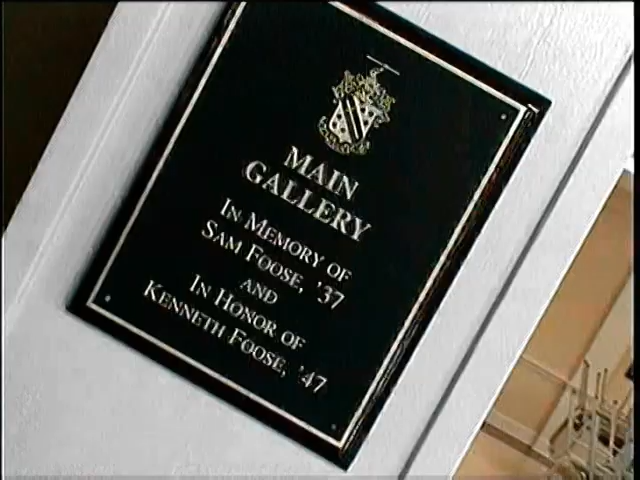 MAIN
GALLERY
IN MEMORY OF
SAM FOOSE, '37
AND
IN HONOR OF
KENNETH FOOSE, '47